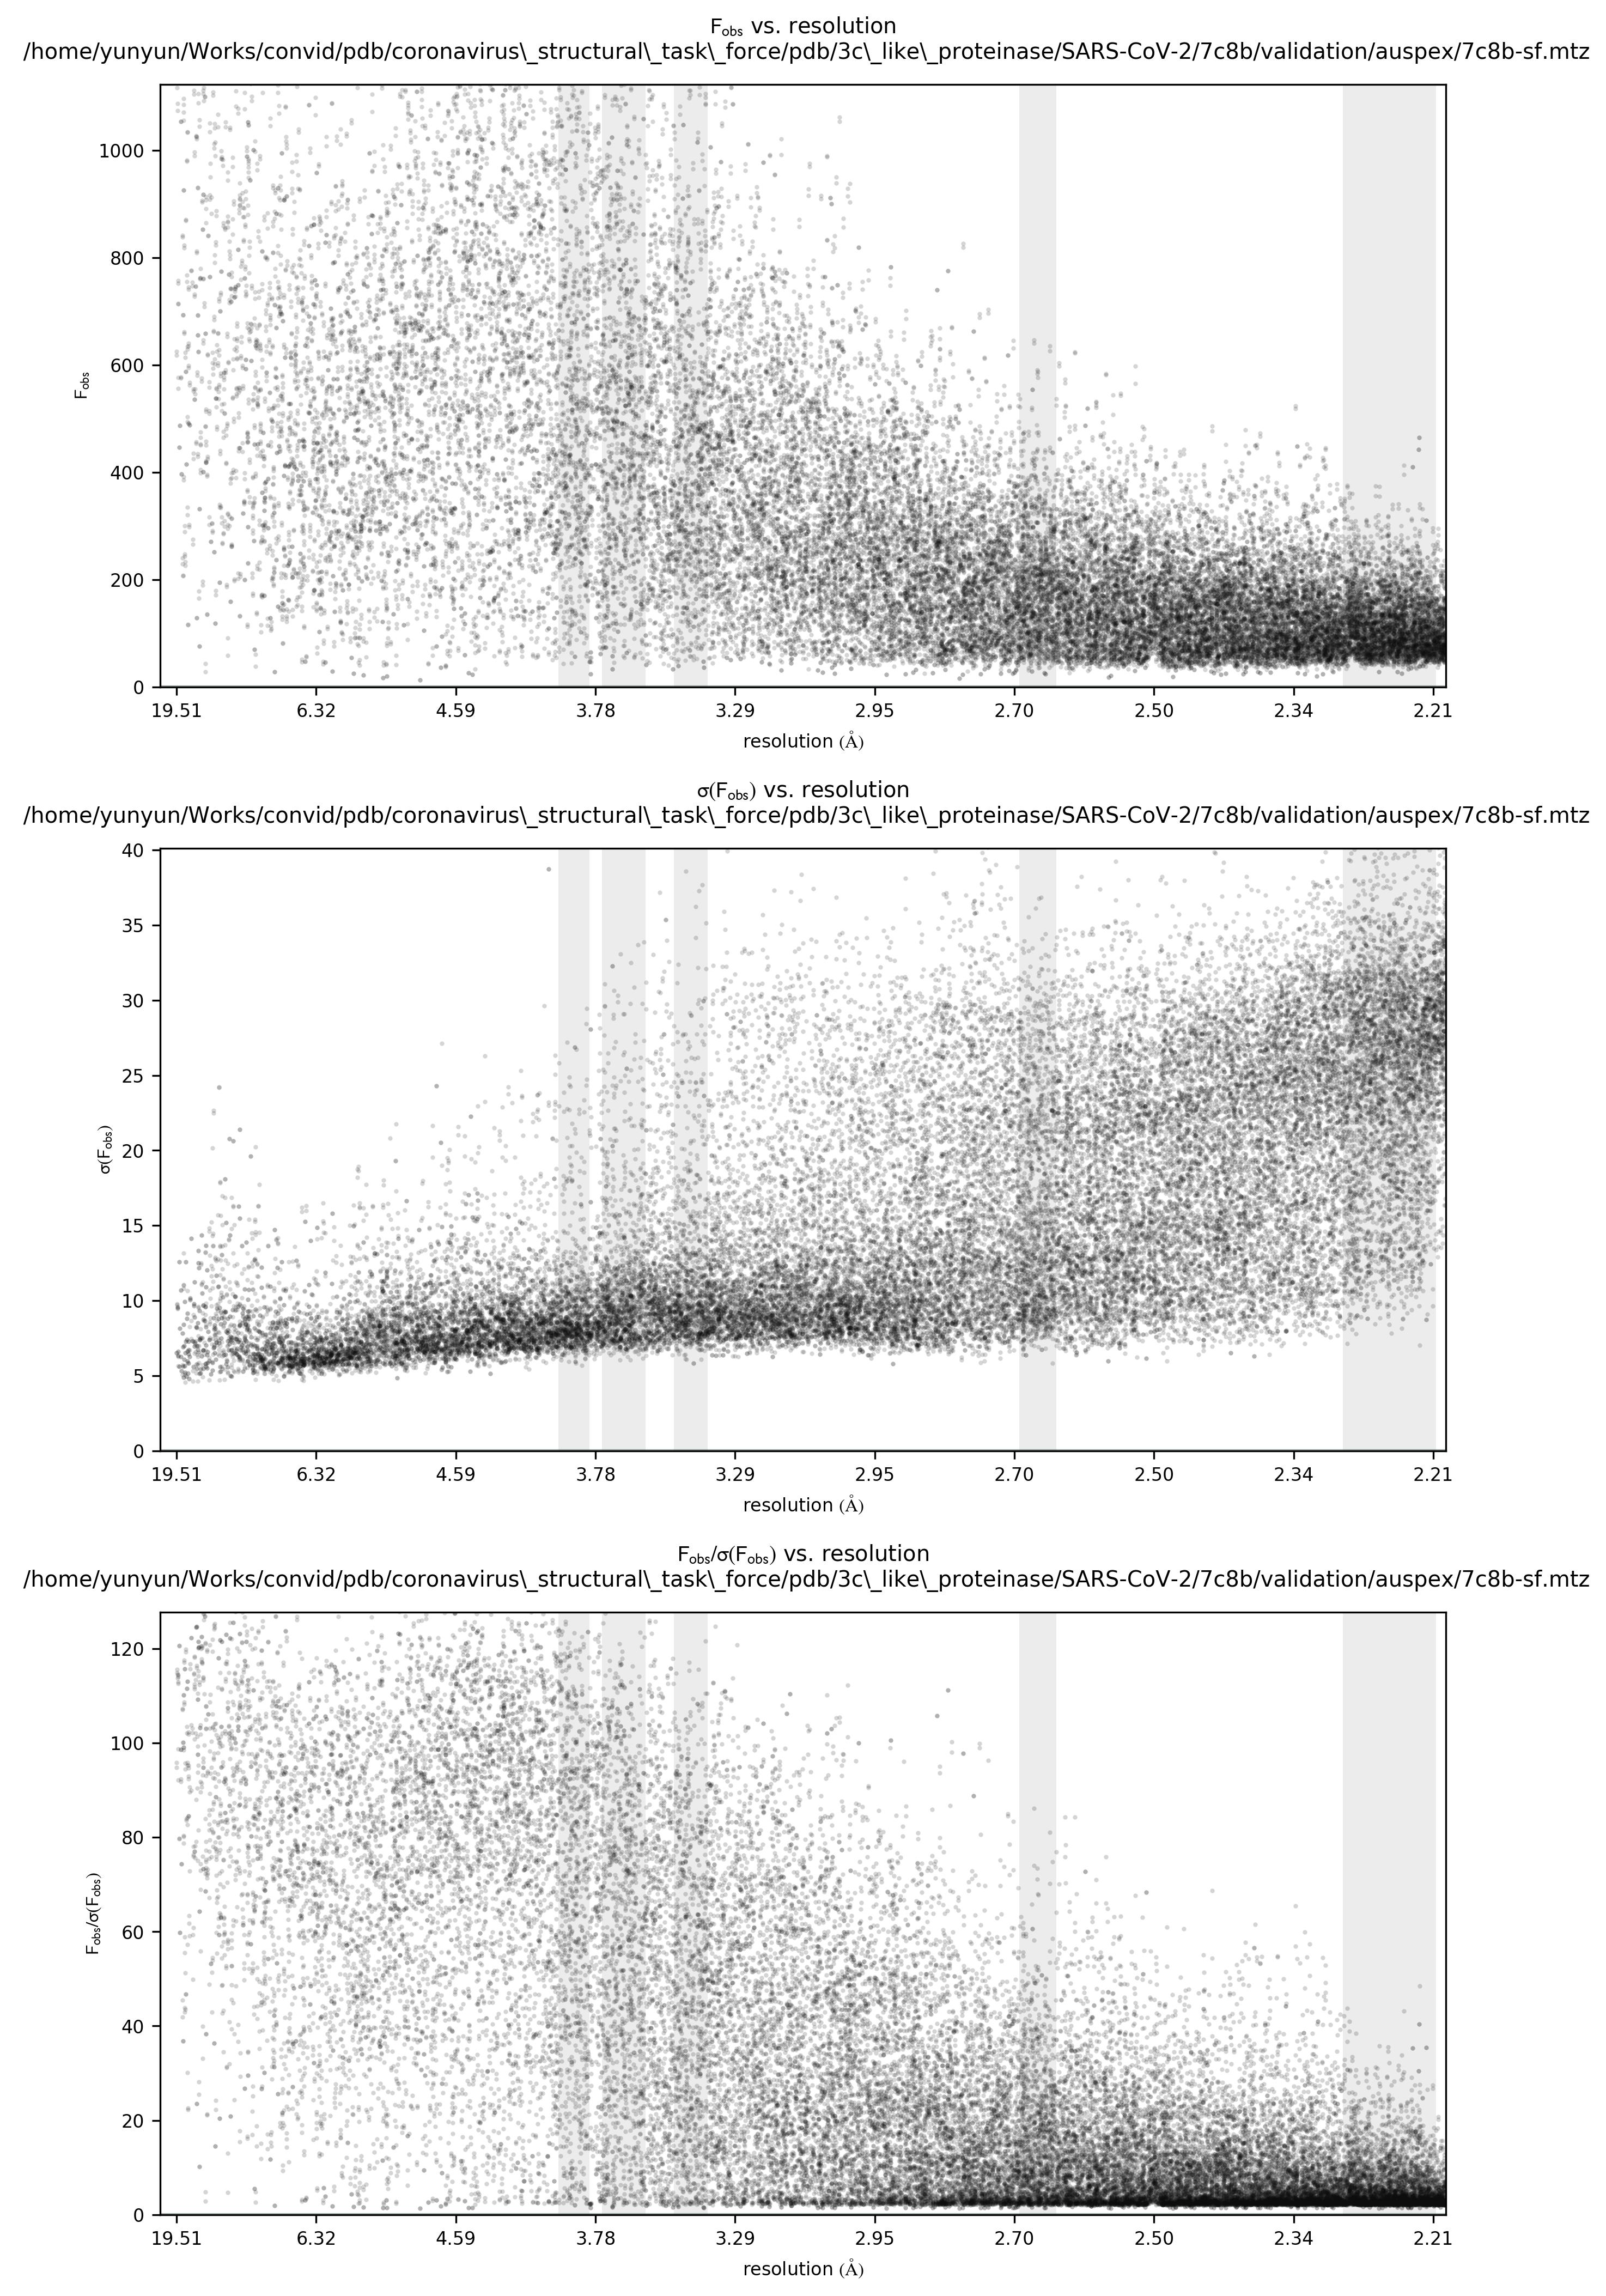 Fobs vs. resolution
/home/yunyun/Works/convid/pdb/coronavirus\_structural\_task\_force/pdb/3c\_like\_proteinase/SARS-CoV-2/7c8b/validation/auspex/7c8b-sf.mtz
1000
800
600
400
200
0
Fobs
19.51 6.32 4.59 3.78 3.29 2.95 2.70 2.50 2.34 2.21
resolution (Å)
σ(Fobs) vs. resolution
/home/yunyun/Works/convid/pdb/coronavirus\_structural\_task\_force/pdb/3c\_like\_proteinase/SARS-CoV-2/7c8b/validation/auspex/7c8b-sf.mtz
40
35
30
25
20
15
10
5
0
σ(Fobs)
19.51 6.32 4.59 3.78 3.29 2.95 2.70 2.50 2.34 2.21
resolution (Å)
Fobs/σ(Fobs) vs. resolution
/home/yunyun/Works/convid/pdb/coronavirus\_structural\_task\_force/pdb/3c\_like\_proteinase/SARS-CoV-2/7c8b/validation/auspex/7c8b-sf.mtz
120
100
80
60
40
20
0
Fobs/σ(Fobs)
19.51 6.32 4.59 3.78 3.29 2.95 2.70 2.50 2.34 2.21
resolution (Å)